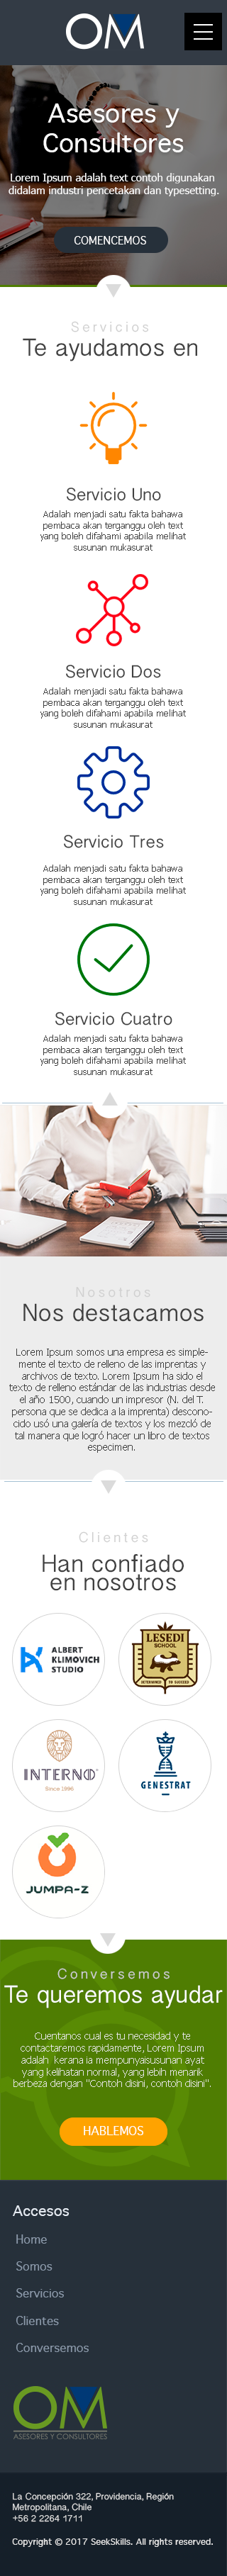 OM
Asesores y
Consultores
Lorem Ipsum adalah text contoh digunakan
didalam industri pencetakan dan typesetting.
COMENCEMOS
Servicios
Te ayudamos en
Servicio Uno
Adalah menjadi satu fakta bahawa
pembaca akan terganggu oleh text
yang boleh difahami apabila melihat
susunan mukasurat
Servicio Dos
Adalah menjadi satu fakta bahawa
pembaca akan terganggu oleh text
yang boleh difahami apabila melihat
susunan mukasurat
Servicio Tres
Adalah menjadi satu fakta bahawa
pembaca akan terganggu oleh text
yang boleh difahami apabila melihat
susunan mukasurat
Servicio Cuatro
Adalah menjadi satu fakta bahawa
pembaca akan terganggu oleh text
yang boleh difahami apabila melihat
susunan mukasurat
Nosotros
Nos destacamos
Lorem Ipsum somos una empresa es simple-
mente el texto de relleno de las imprentas y
archivos de texto. Lorem Ipsum ha sido el
texto de relleno estándar de las industrias desde
el año 1500, cuando un impresor (N. del T.
persona que se dedica a la imprenta) descono-
cido usó una galería de textos y los mezcló de
tal manera que logró hacer un libro de textos
especimen.
Clientes
Han confiado
en nosotros
ALBERT
KLIMOVICH
STUDIO
LESEDI
SCHOOL
DETERMINED TO SUCCEED
INTERNO
Since 1986
GENESTRAT
JUMPA-Z
Conversemos
Te queremos ayudar
Cuentanos cual es tu necesidad y te
contactaremos rapidamente, Lorem Ipsum
adalah kerana ia mempunyaisusunan ayat
yang kelihatan normal, yang lebih menarik
berbeza dengan "Contoh disini, contoh disini".
HABLEMOS
Accesos
Home
Somos
Servicios
Clientes
Conversemos
OM
ASESORES Y CONSULTORES
La Concepción 322, Providencia, Región
Metropolitana, Chile
+56 2 2264 1711
Copyright © 2017 SeekSkills. All rights reserved.